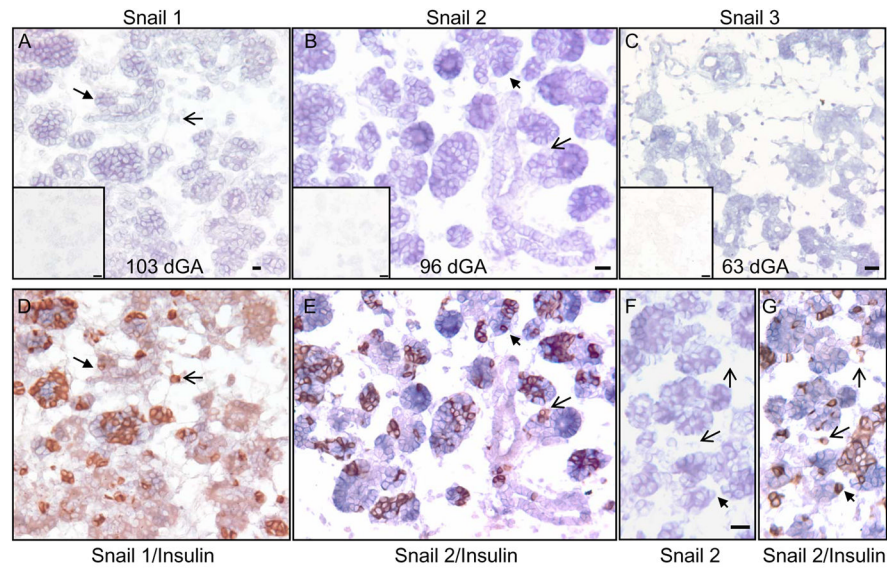 Snail 1 Snail 2 Snail 3
A B C
103 dGA 96 dGA 63 dGA
D E F G
Snail 1/Insulin Snail 2/Insulin Snail 2 Snail 2/Insulin